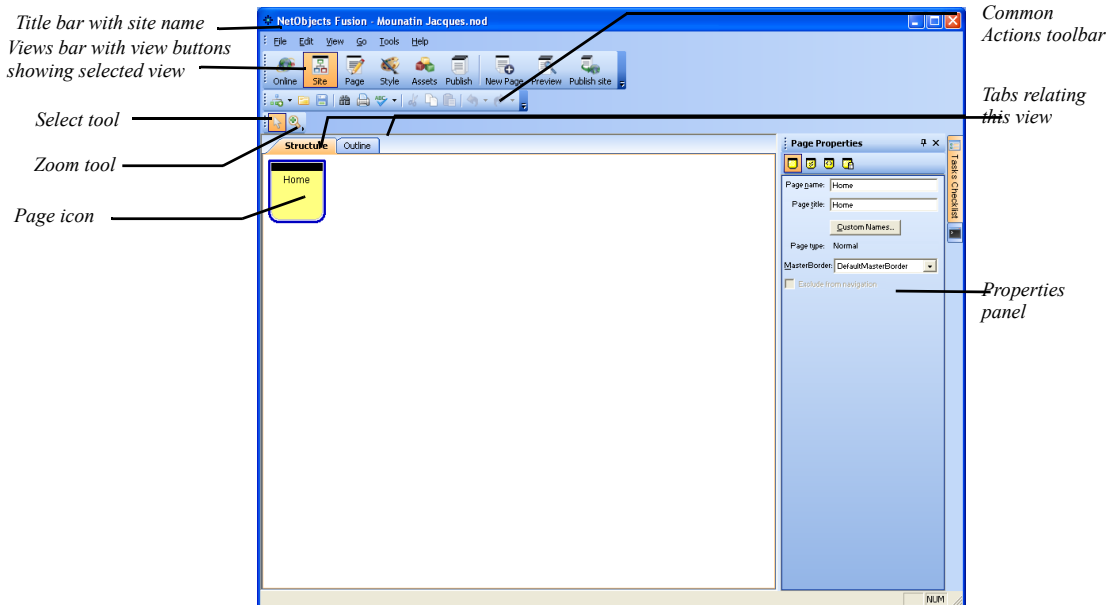 Title bar with site name
Views bar with view buttons
showing selected view
Select tool
Zoom tool
Page icon
NetObjects Fusion - Mounatin Jacques.nod
File Edit View Go Tools Help
Online Site Page Style Assets Publish New Page Preview Publish site
Structure Outline
Home
Page Properties
Page name: Home
Page title: Home
Custom Names...
Page type: Normal
MasterBorder: DefaultMasterBorder
Exclude from navigation
Tasks Checklist
NUM
Common
Actions toolbar
Tabs relating
this view
Properties
panel